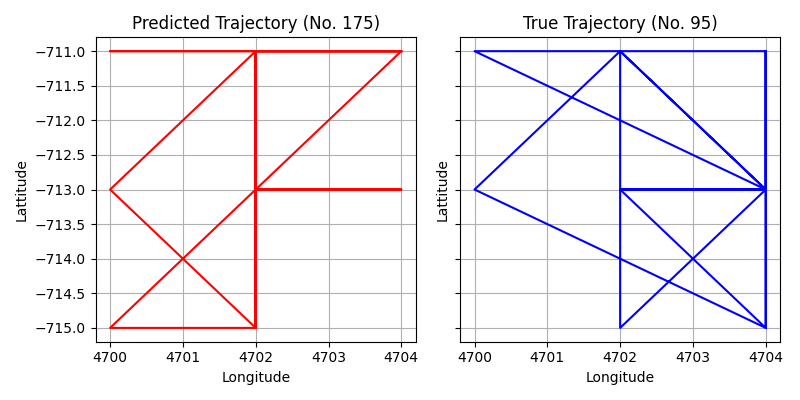 Predicted Trajectory (No. 175)
True Trajectory (No. 95)
−711.0
−711.5
−712.0
−712.5
−713.0
−713.5
−714.0
−714.5
−715.0
Lattitude
Lattitude
4700 4701 4702 4703 4704
4700 4701 4702 4703 4704
Longitude
Longitude